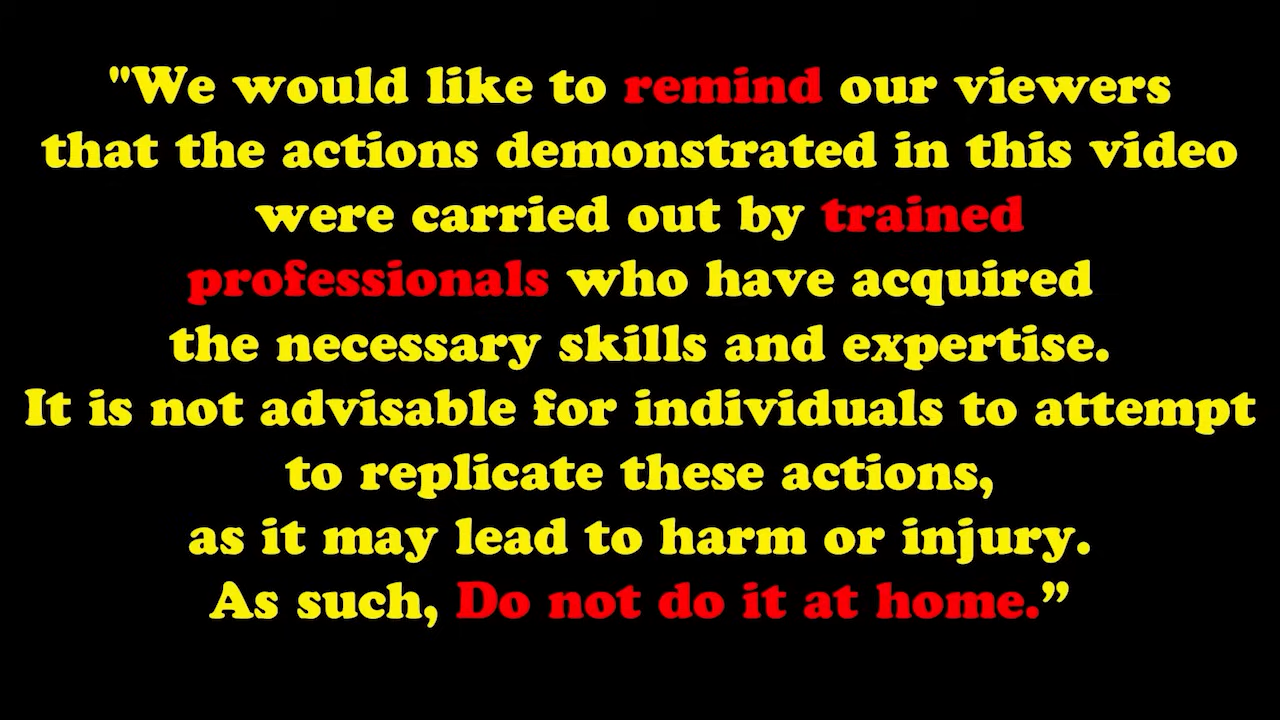 "We would like to remind our viewers
that the actions demonstrated in this video
were carried out by trained
professionals who have acquired
the necessary skills and expertise.
It is not advisable for individuals to attempt
to replicate these actions,
as it may lead to harm or injury.
As such, Do not do it at home.”